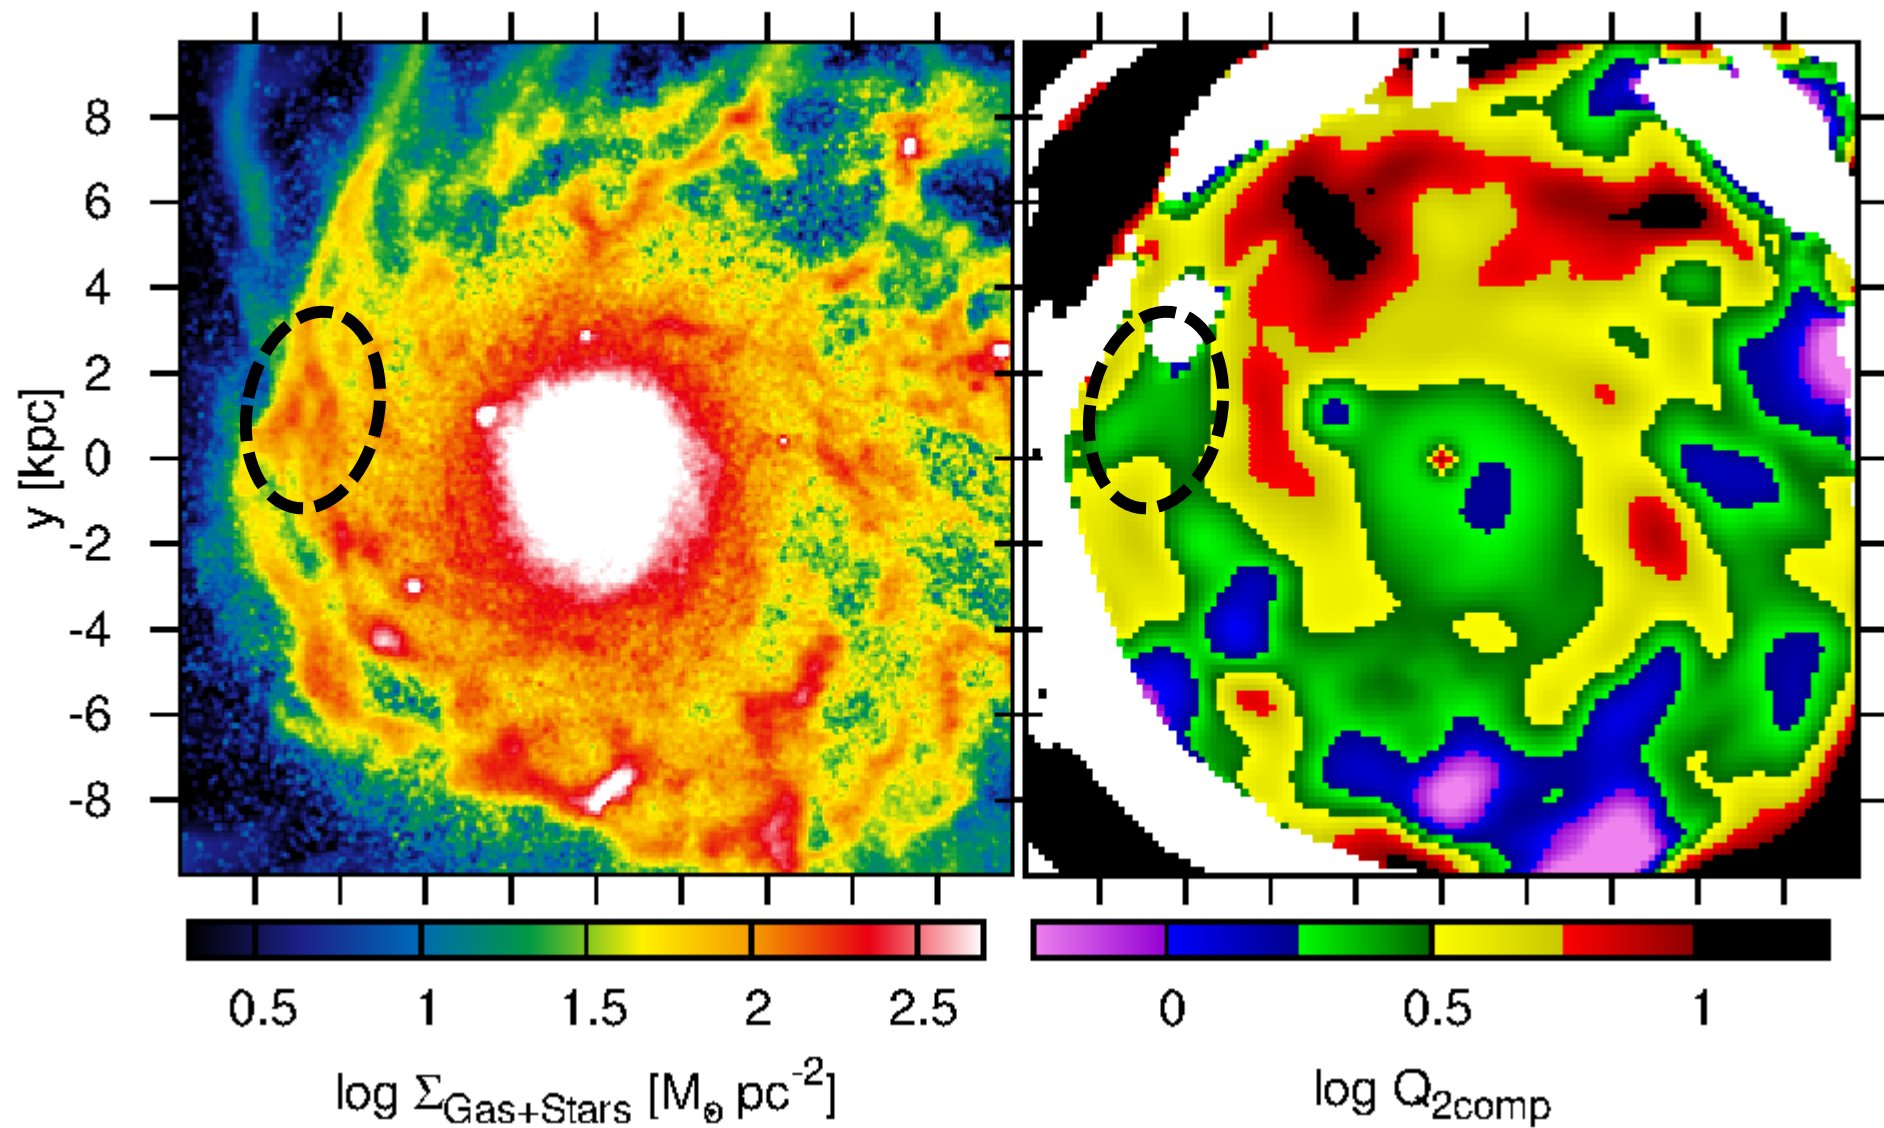 8
6
4
2
0
-2
-4
-6
-8
y [kpc]
0.5 1 1.5 2 2.5
0 0.5 1
log Σ_Gas+Stars [M_⊙ pc^-2]
log Q_2comp